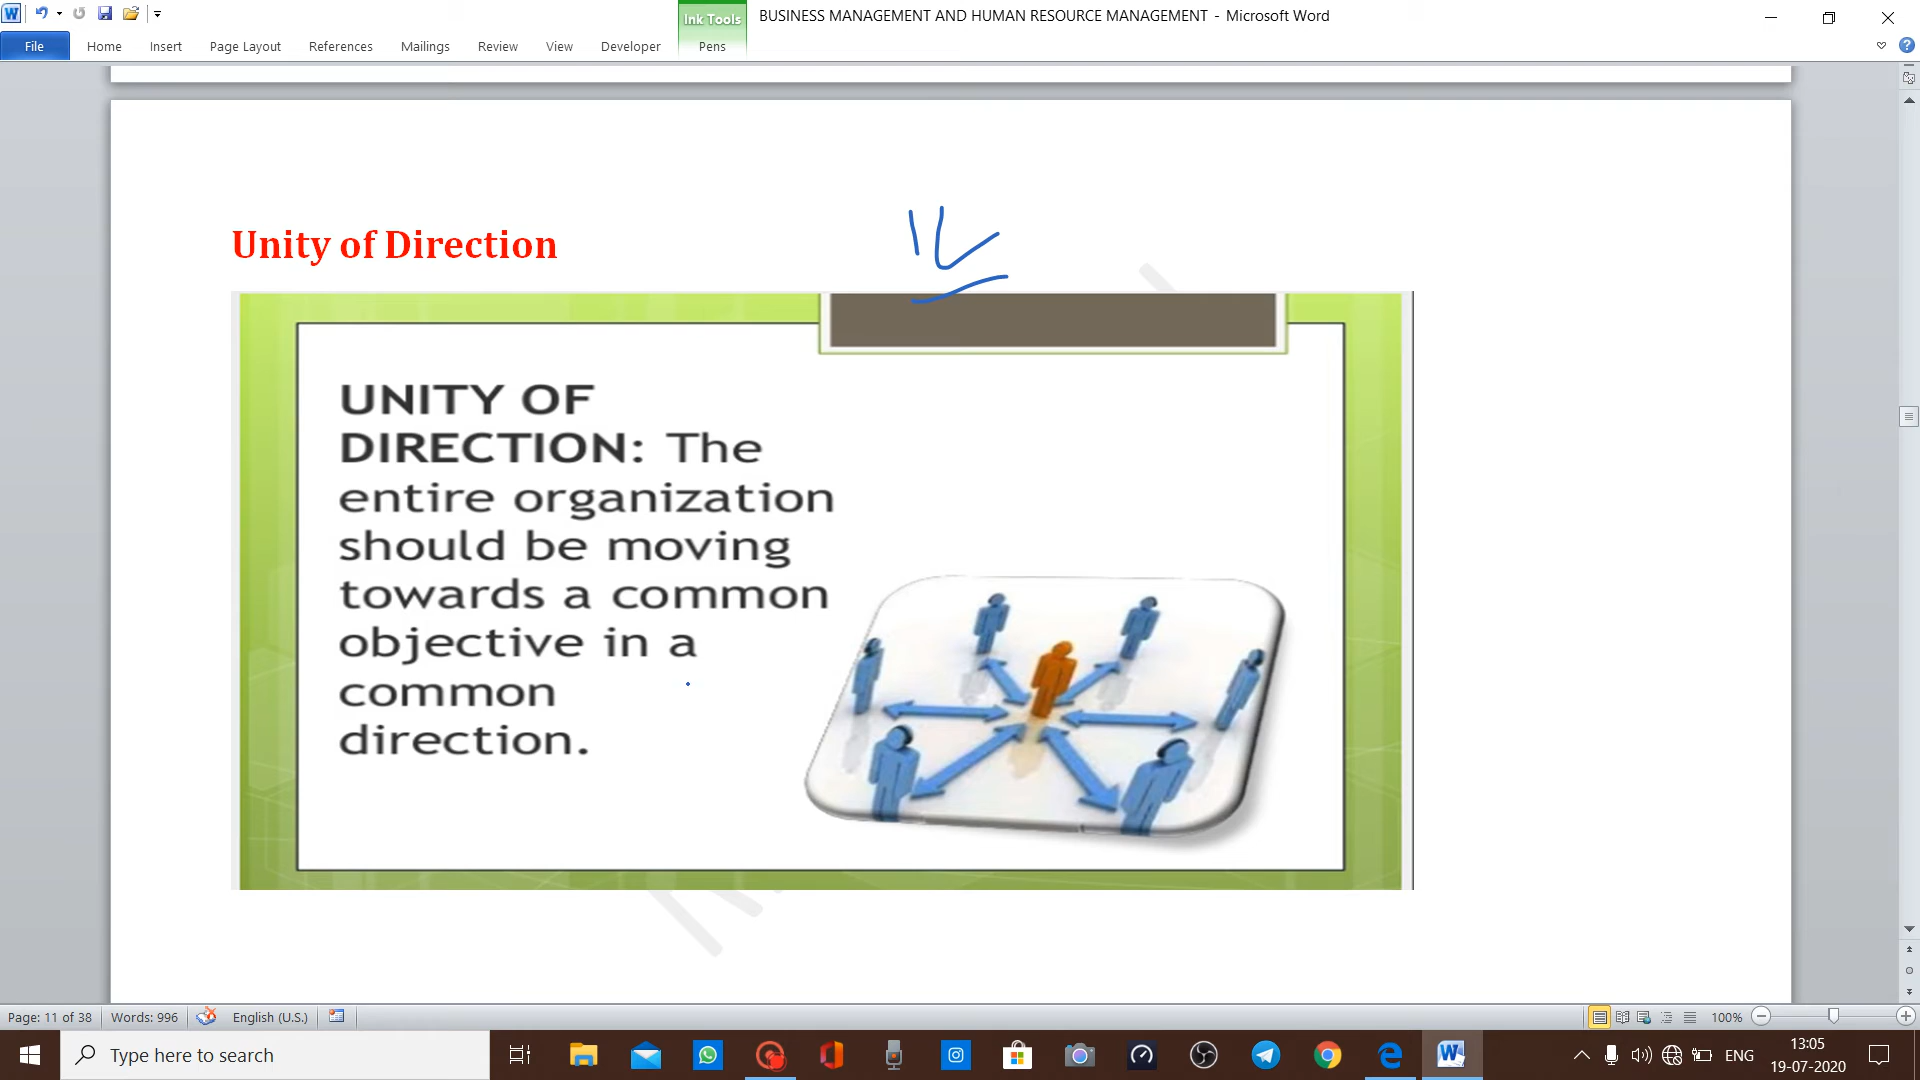 BUSINESS MANAGEMENT AND HUMAN RESOURCE MANAGEMENT - Microsoft Word
Ink Tools
File Home Insert Page Layout References Mailings Review View Developer Pens
Unity of Direction
UNITY OF
DIRECTION: The
entire organization
should be moving
towards a common
objective in a
common
direction.
Page: 11 of 38 Words: 996 English (U.S.) 100%
Type here to search
ENG
13:05
19-07-2020